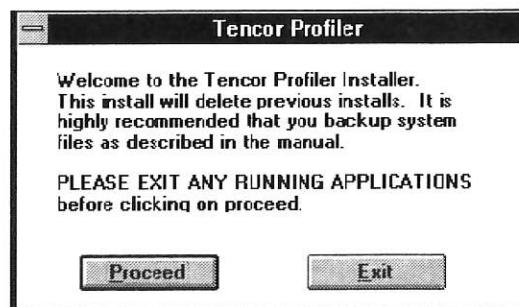 Tencor Profiler
Welcome to the Tencor Profiler Installer.
This install will delete previous installs. It is
highly recommended that you backup system
files as described in the manual.
PLEASE EXIT ANY RUNNING APPLICATIONS
before clicking on proceed.
Proceed
Exit